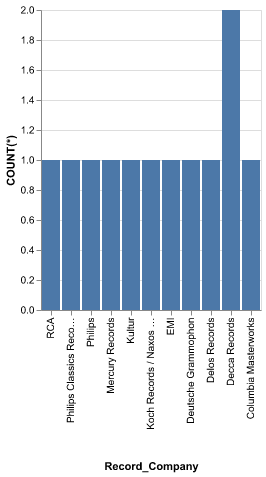 COUNT(*)
2.0
1.8
1.6
1.4
1.2
1.0
0.8
0.6
0.4
0.2
0.0
RCA
Philips Classics Reco…
Philips
Mercury Records
Kultur
Koch Records / Naxos …
EMI
Deutsche Grammophon
Delos Records
Decca Records
Columbia Masterworks
Record_Company